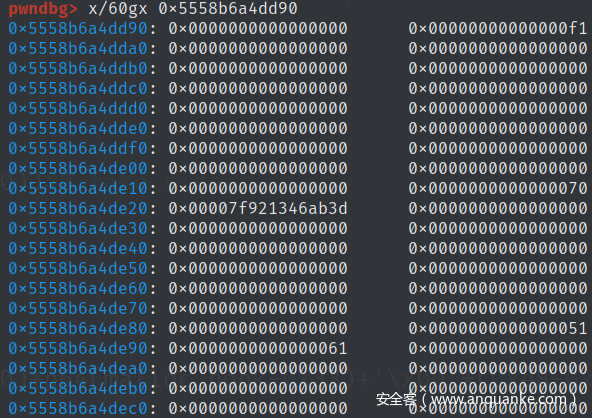 pwndbg> x/60gx 0×5558b6a4dd90
0×5558b6a4dd90: 0×0000000000000000 0×00000000000000f1
0×5558b6a4dda0: 0×0000000000000000 0×0000000000000000
0×5558b6a4ddb0: 0×0000000000000000 0×0000000000000000
0×5558b6a4ddc0: 0×0000000000000000 0×0000000000000000
0×5558b6a4ddd0: 0×0000000000000000 0×0000000000000000
0×5558b6a4dde0: 0×0000000000000000 0×0000000000000000
0×5558b6a4ddf0: 0×0000000000000000 0×0000000000000000
0×5558b6a4de00: 0×0000000000000000 0×0000000000000000
0×5558b6a4de10: 0×0000000000000000 0×0000000000000070
0×5558b6a4de20: 0×00007f921346ab3d 0×0000000000000000
0×5558b6a4de30: 0×0000000000000000 0×0000000000000000
0×5558b6a4de40: 0×0000000000000000 0×0000000000000000
0×5558b6a4de50: 0×0000000000000000 0×0000000000000000
0×5558b6a4de60: 0×0000000000000000 0×0000000000000000
0×5558b6a4de70: 0×0000000000000000 0×0000000000000000
0×5558b6a4de80: 0×0000000000000000 0×0000000000000051
0×5558b6a4de90: 0×0000000000000061 0×0000000000000000
0×5558b6a4dea0: 0×0000000000000000 0×0000000000000000
0×5558b6a4deb0: 0×0000000000000000 0×0000000000000000
0×5558b6a4dec0: 0×0000000000000000
安全客（www.anquanke.com）